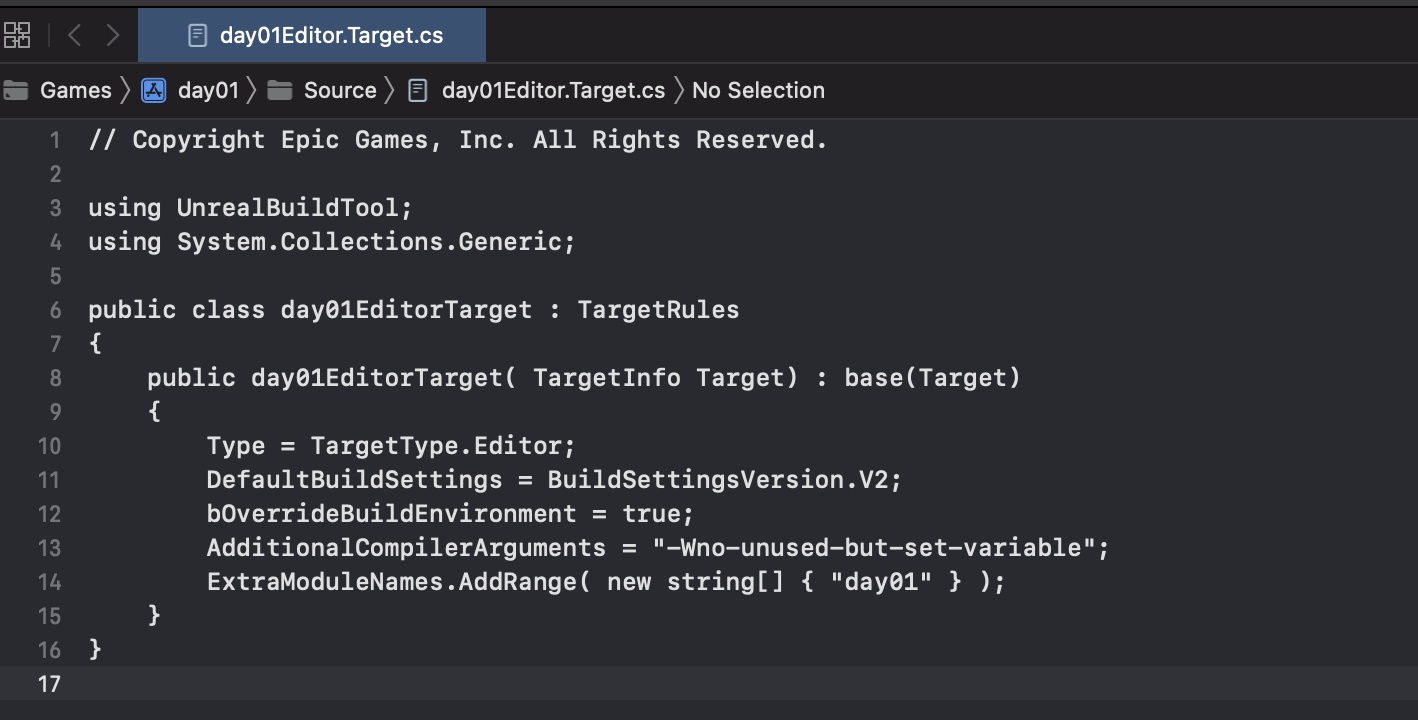 day01Editor.Target.cs
Games day01 Source day01Editor.Target.cs No Selection
1 // Copyright Epic Games, Inc. All Rights Reserved.
2
3 using UnrealBuildTool;
4 using System.Collections.Generic;
5
6 public class day01EditorTarget : TargetRules
7 {
8     public day01EditorTarget( TargetInfo Target) : base(Target)
9     {
10         Type = TargetType.Editor;
11         DefaultBuildSettings = BuildSettingsVersion.V2;
12         bOverrideBuildEnvironment = true;
13         AdditionalCompilerArguments = "-Wno-unused-but-set-variable";
14         ExtraModuleNames.AddRange( new string[] { "day01" } );
15     }
16 }
17